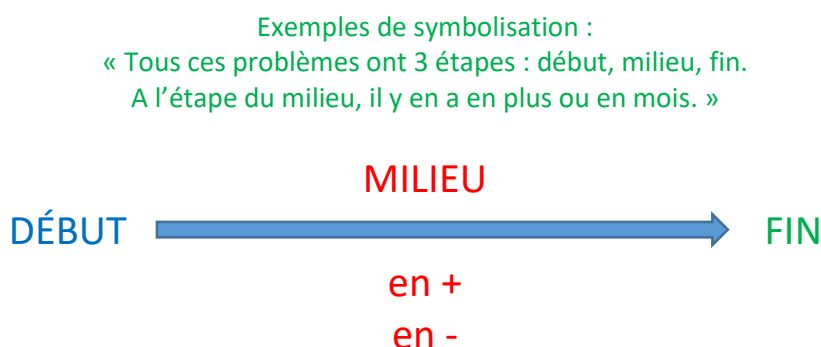 Exemples de symbolisation :
« Tous ces problèmes ont 3 étapes : début, milieu, fin.
A l’étape du milieu, il y en a en plus ou en mois. »
MILIEU
DÉBUT FIN
en +
en -